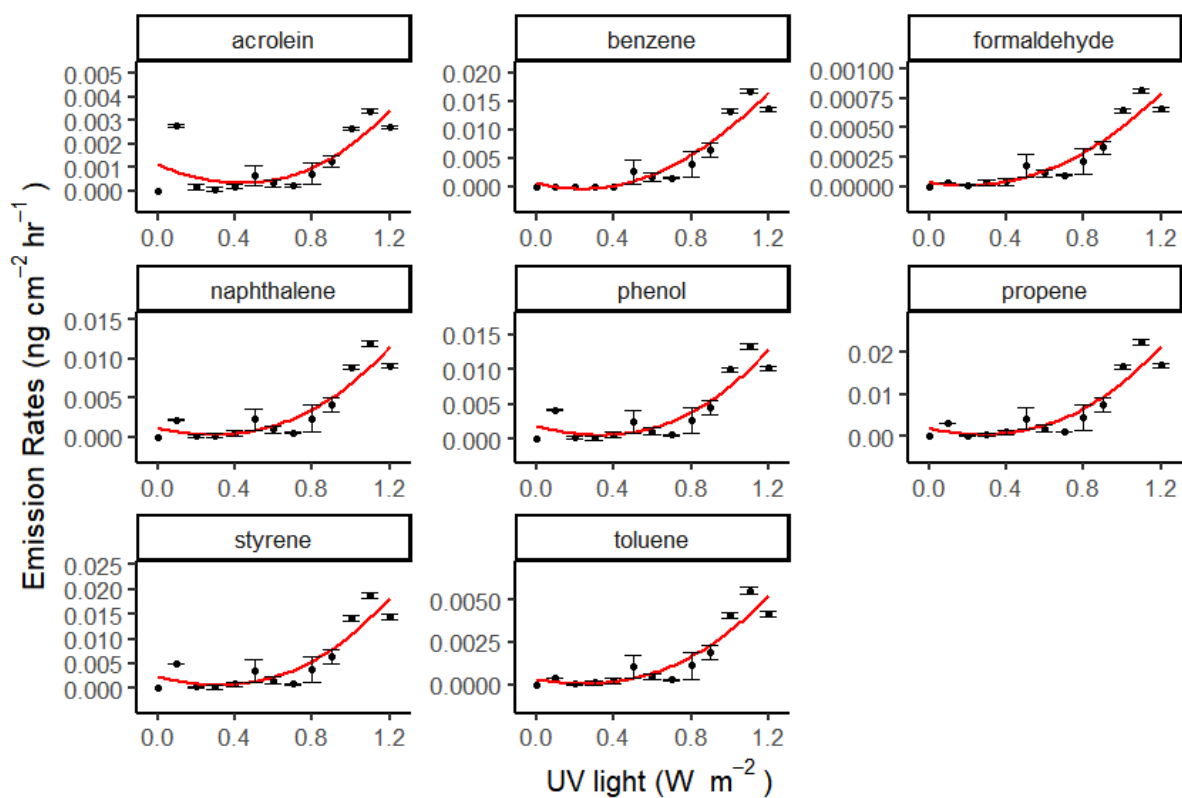 acrolein
benzene
formaldehyde
0.005
0.004
0.003
0.002
0.001
0.000
0.020
0.015
0.010
0.005
0.000
0.00100
0.00075
0.00050
0.00025
0.00000
0.0 0.4 0.8 1.2
0.0 0.4 0.8 1.2
0.0 0.4 0.8 1.2
naphthalene
phenol
propene
0.015
0.010
0.005
0.000
0.015
0.010
0.005
0.000
0.02
0.01
0.00
0.0 0.4 0.8 1.2
0.0 0.4 0.8 1.2
0.0 0.4 0.8 1.2
styrene
toluene
0.025
0.020
0.015
0.010
0.005
0.000
0.0050
0.0025
0.0000
0.0 0.4 0.8 1.2
0.0 0.4 0.8 1.2
Emission Rates (ng cm⁻² hr⁻¹)
UV light (W m⁻²)